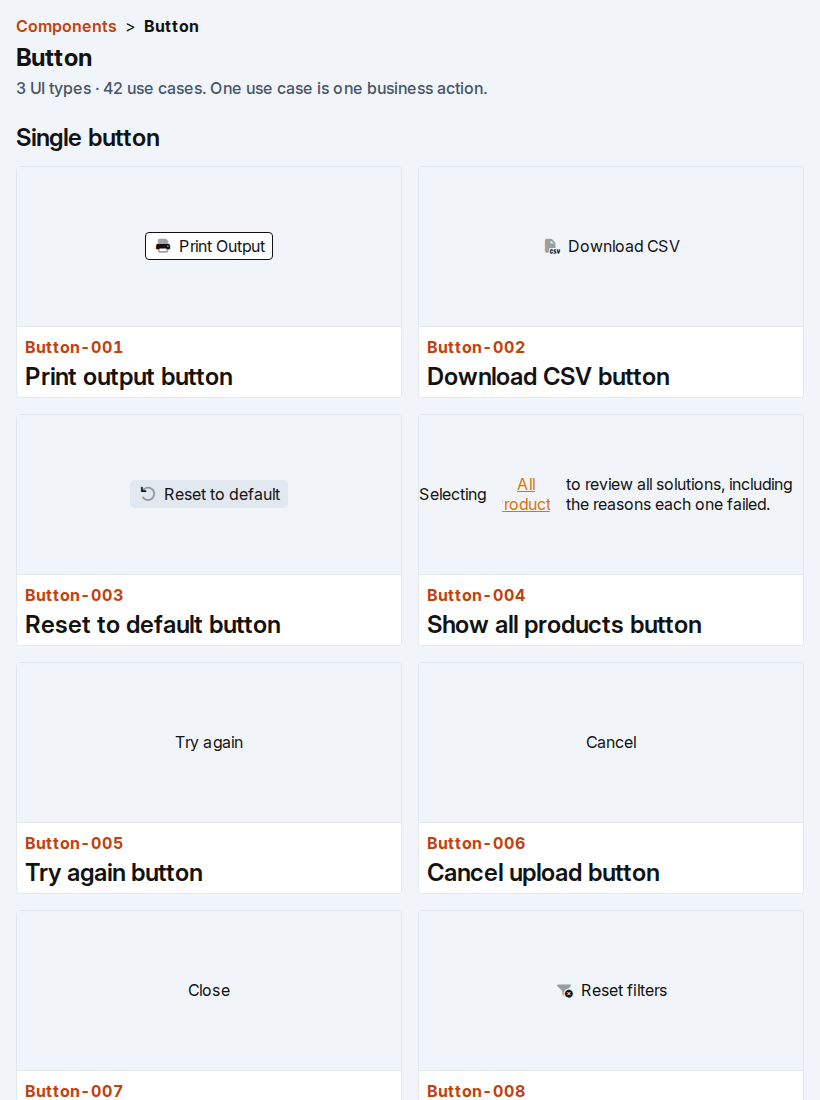 Components > Button
Button
3 UI types · 42 use cases. One use case is one business action.
Single button
Print Output
Button-001
Print output button
Download CSV
Button-002
Download CSV button
Reset to default
Button-003
Reset to default button
Selecting
All
roduct
to review all solutions, including
the reasons each one failed.
Button-004
Show all products button
Try again
Button-005
Try again button
Cancel
Button-006
Cancel upload button
Close
Button-007
Reset filters
Button-008